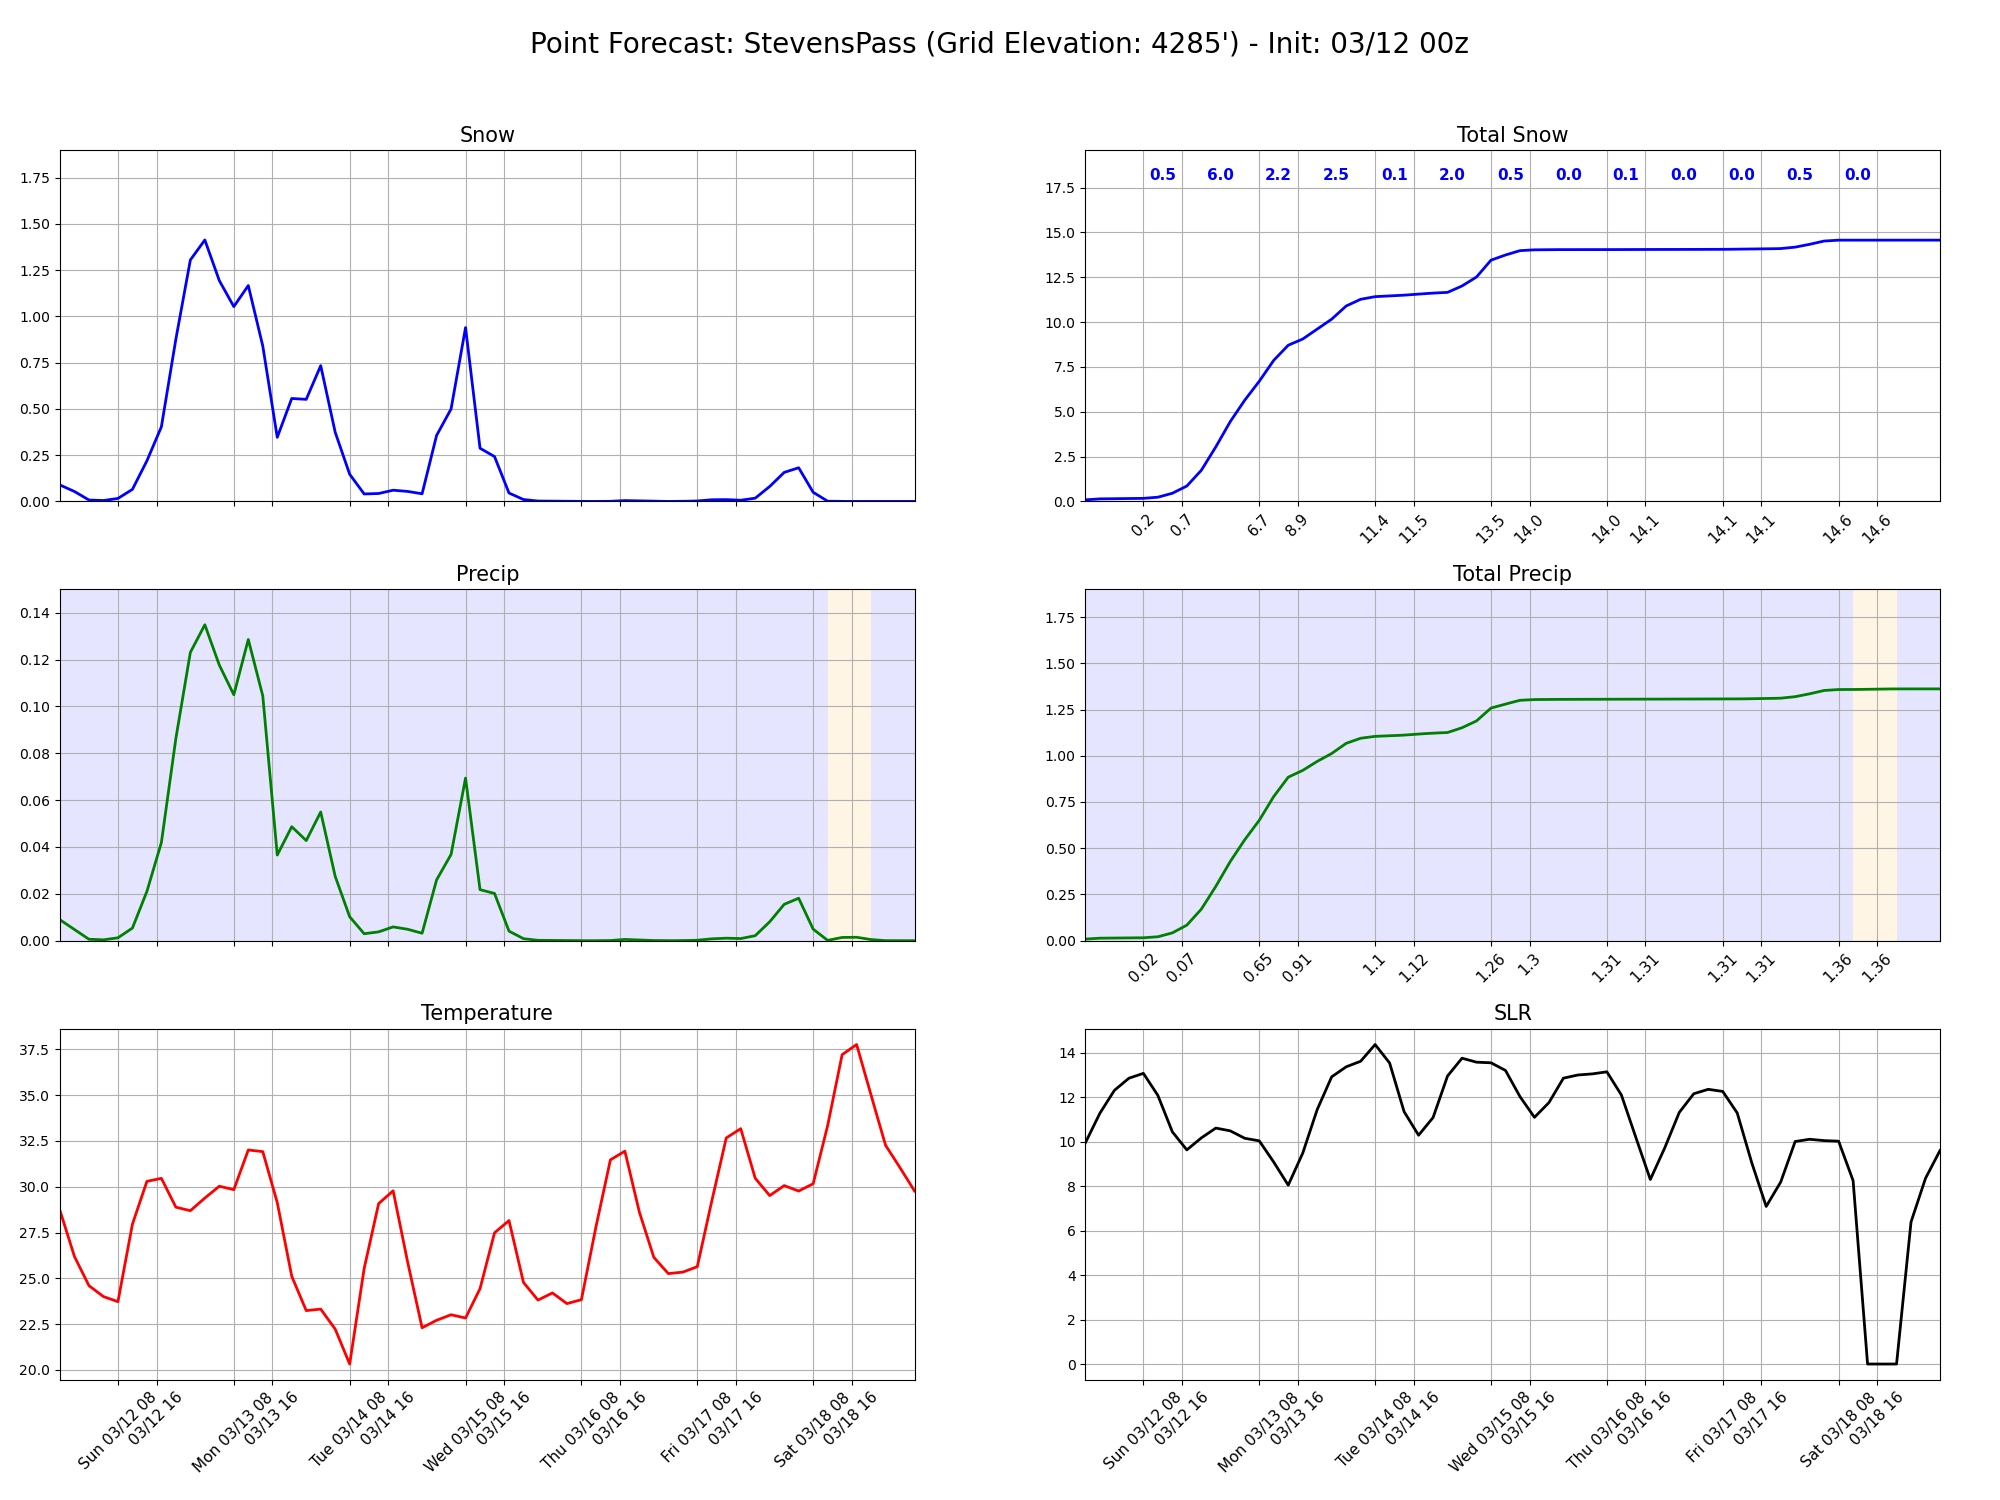 Point Forecast: StevensPass (Grid Elevation: 4285') - Init: 03/12 00z
Snow
1.75
1.50
1.25
1.00
0.75
0.50
0.25
0.00
Total Snow
0.5 6.0 2.2 2.5 0.1 2.0 0.5 0.0 0.1 0.0 0.0 0.5 0.0
17.5
15.0
12.5
10.0
7.5
5.0
2.5
0.0
0.2 0.7 6.7 8.9 11.4 11.5 13.5 14.0 14.0 14.1 14.1 14.1 14.6 14.6
Precip
0.14
0.12
0.10
0.08
0.06
0.04
0.02
0.00
Total Precip
1.75
1.50
1.25
1.00
0.75
0.50
0.25
0.00
0.02 0.07 0.65 0.91 1.1 1.12 1.26 1.3 1.31 1.31 1.31 1.31 1.36 1.36
Temperature
37.5
35.0
32.5
30.0
27.5
25.0
22.5
20.0
Sun 03/12 08
03/12 16
Mon 03/13 08
03/13 16
Tue 03/14 08
03/14 16
Wed 03/15 08
03/15 16
Thu 03/16 08
03/16 16
Fri 03/17 08
03/17 16
Sat 03/18 08
03/18 16
SLR
14
12
10
8
6
4
2
0
Sun 03/12 08
03/12 16
Mon 03/13 08
03/13 16
Tue 03/14 08
03/14 16
Wed 03/15 08
03/15 16
Thu 03/16 08
03/16 16
Fri 03/17 08
03/17 16
Sat 03/18 08
03/18 16